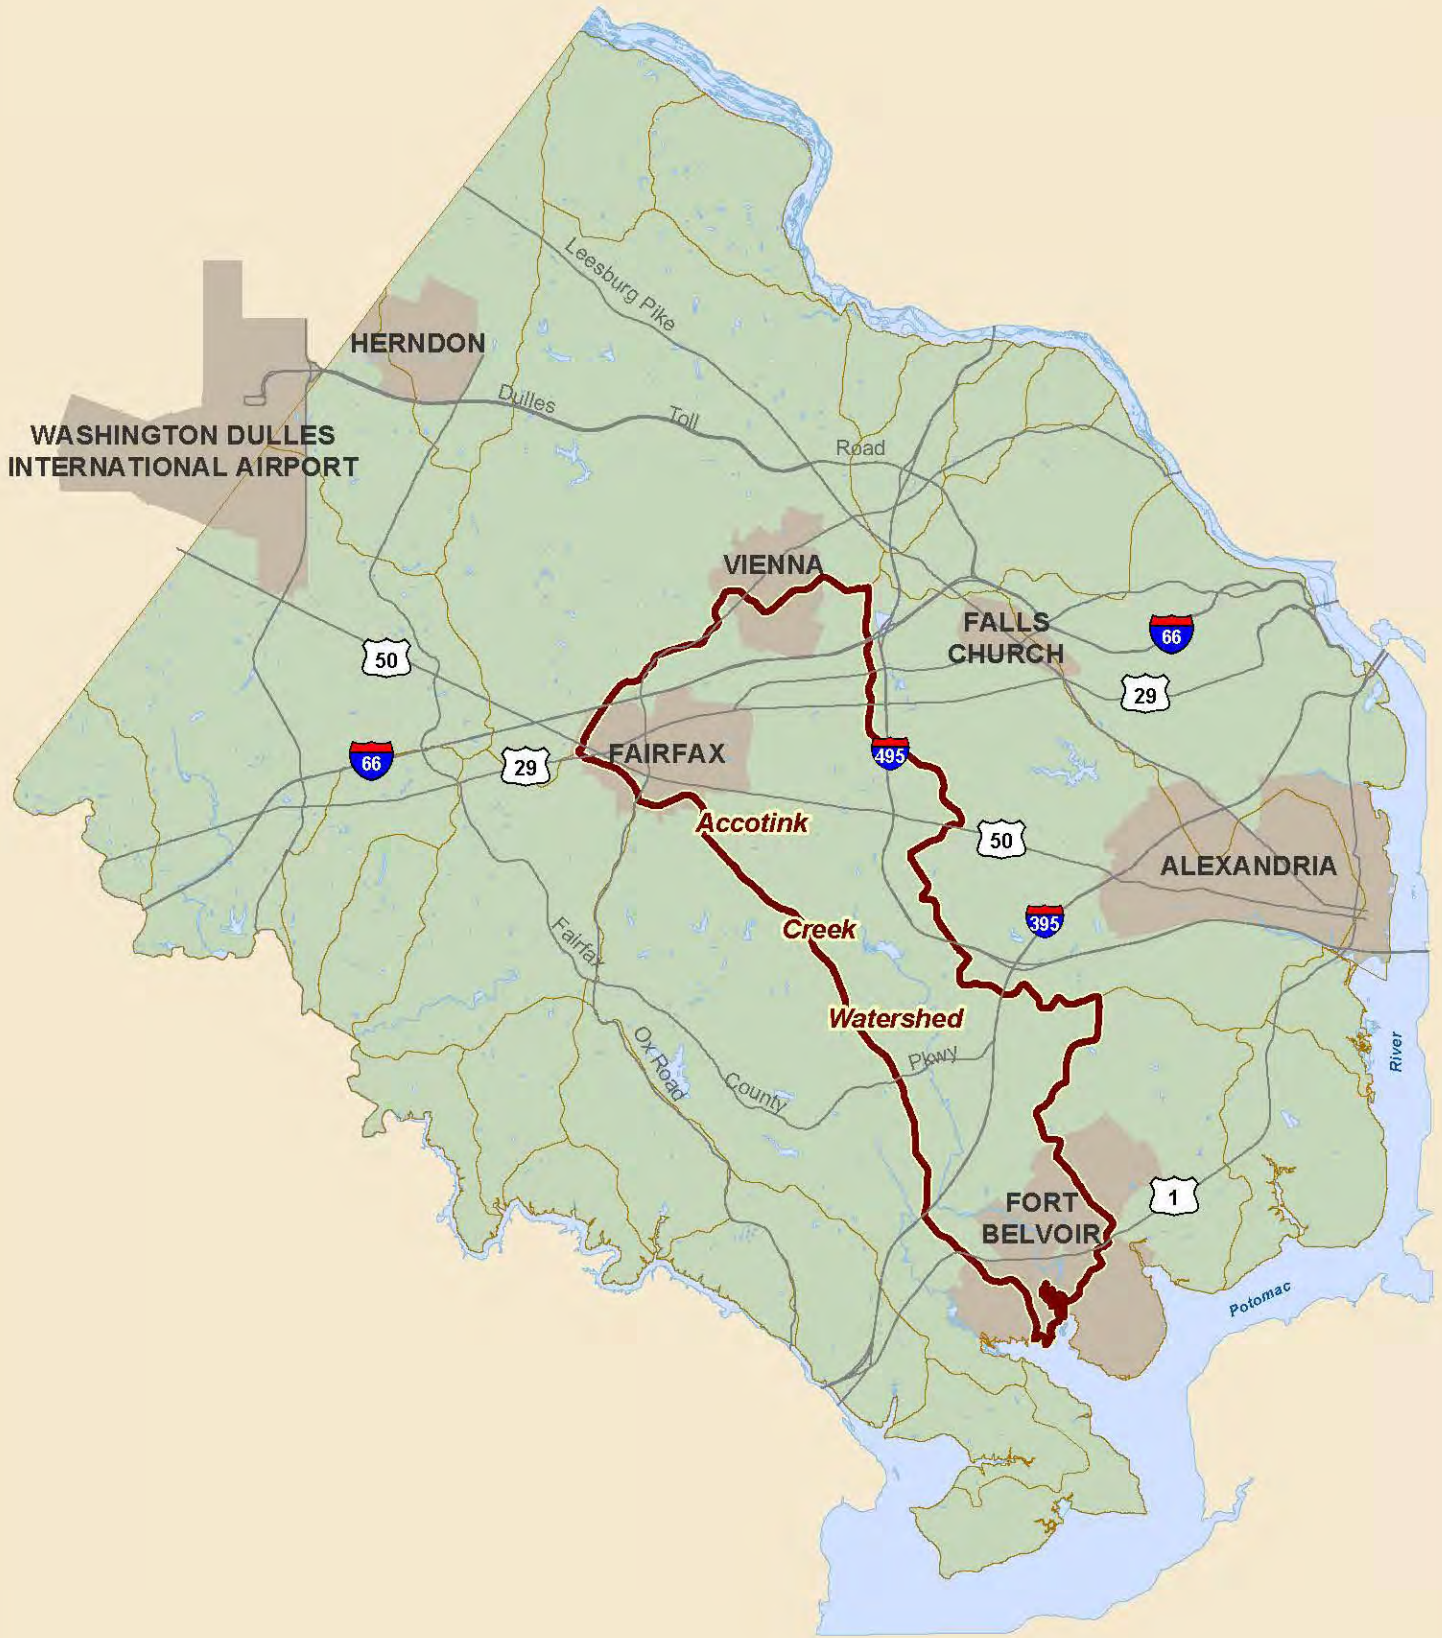 Leesburg Pike
HERNDON
Dulles
Toll
Road
WASHINGTON DULLES
INTERNATIONAL AIRPORT
VIENNA
FALLS
CHURCH
66
50
29
FAIRFAX
66
29
495
Accotink
50
ALEXANDRIA
395
Creek
Fairfax
Watershed
Ox Road
Pkwy
County
River
FORT
BELVOIR
1
Potomac